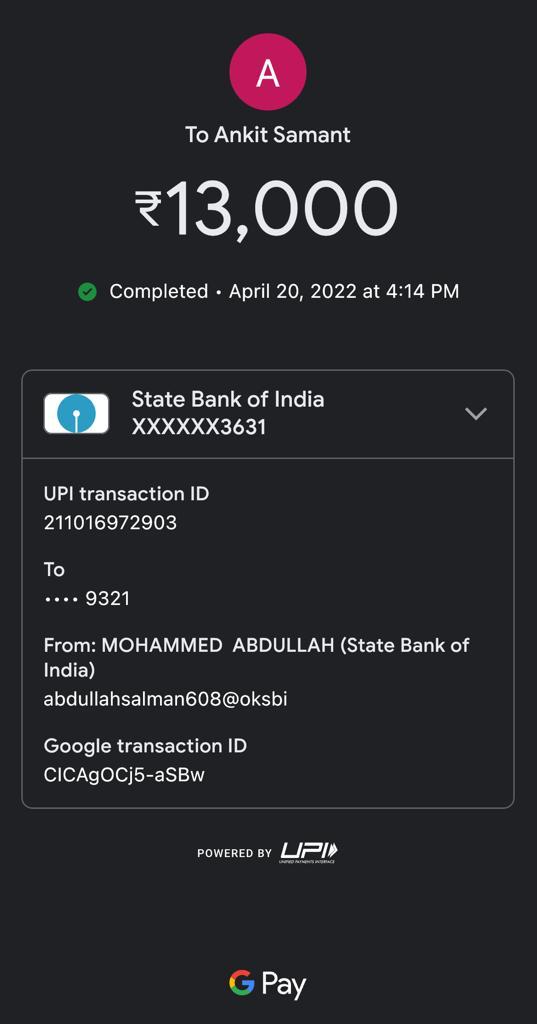 A
To Ankit Samant
₹13,000
Completed • April 20, 2022 at 4:14 PM
State Bank of India
XXXXXX3631
UPI transaction ID
211016972903
To
•••• 9321
From: MOHAMMED  ABDULLAH (State Bank of
India)
abdullahsalman608@oksbi
Google transaction ID
CICAgOCj5-aSBw
POWERED BY UPI
UNIFIED PAYMENTS INTERFACE
G Pay